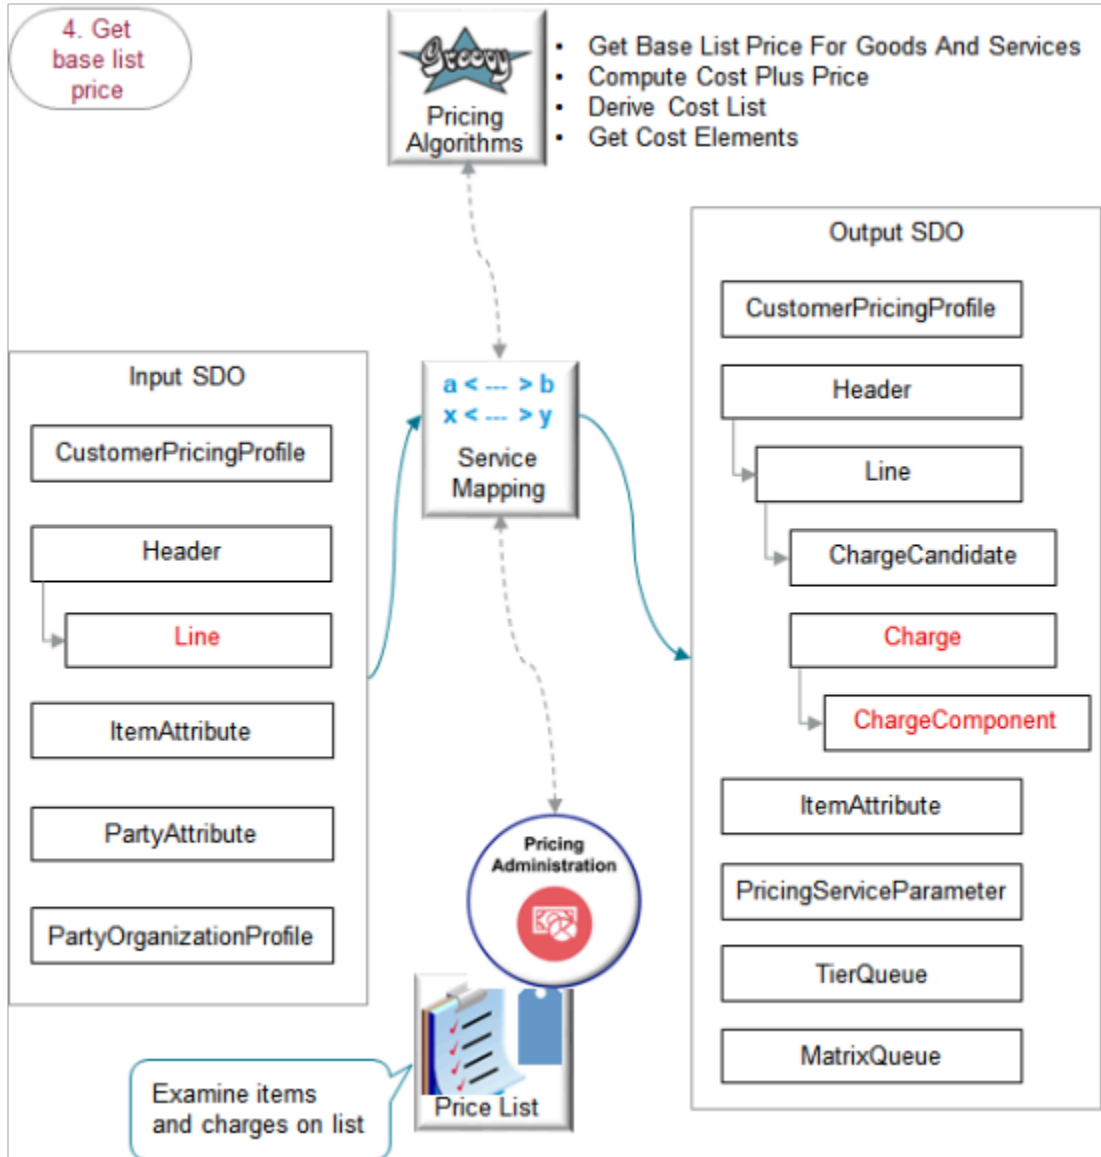 4. Get
base list
price
Groovy
Pricing
Algorithms
• Get Base List Price For Goods And Services
• Compute Cost Plus Price
• Derive Cost List
• Get Cost Elements
Input SDO
CustomerPricingProfile
Header
Line
ItemAttribute
PartyAttribute
PartyOrganizationProfile
a < --- > b
x < --- > y
Service
Mapping
Output SDO
CustomerPricingProfile
Header
Line
ChargeCandidate
Charge
ChargeComponent
ItemAttribute
PricingServiceParameter
TierQueue
MatrixQueue
Pricing
Administration
Price List
Examine items
and charges on list